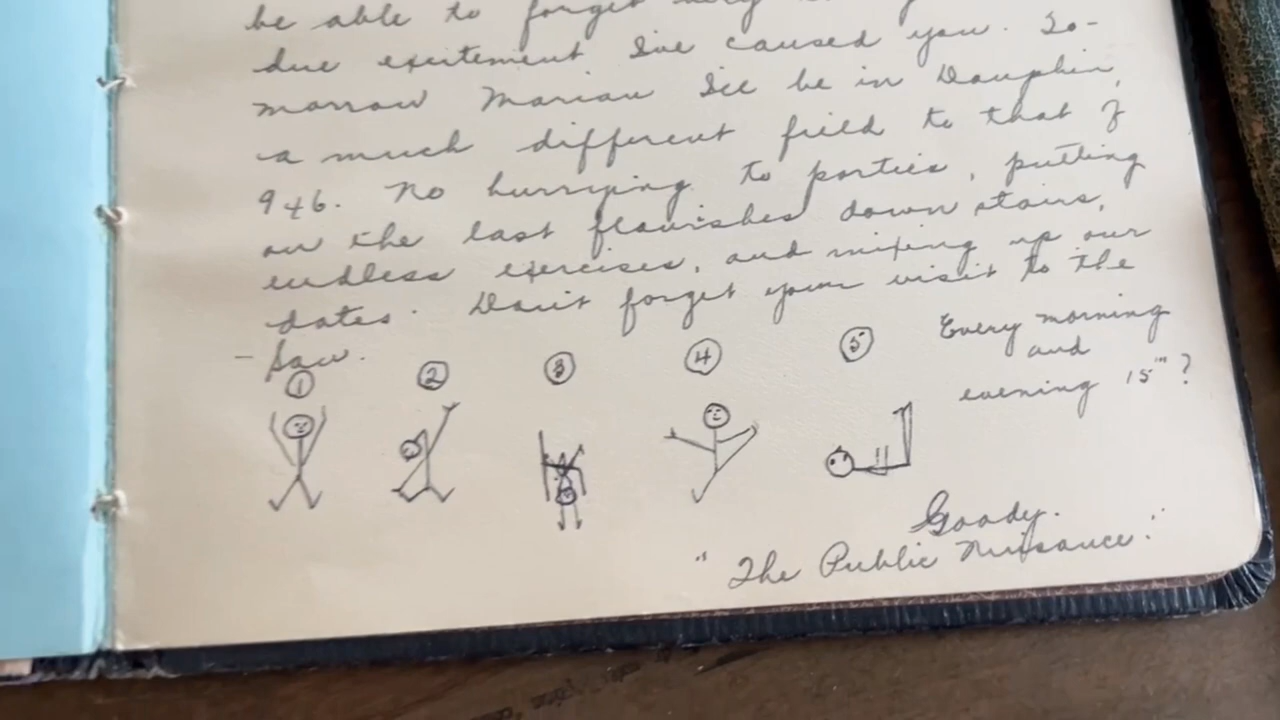 be able to forget very
due excitement I've caused you. To-
morrow Marian I'll be in Dauphin,
a much different field to that of
946. No hurrying to parties, putting
on the last flourishes down stairs,
endless exercises, and mixing up our
dates. Don't forget your visit to the
- Saw.
① ② ③ ④ ⑤
Every morning
and
evening 15"'?
Goody.
"The Public Nuisance."